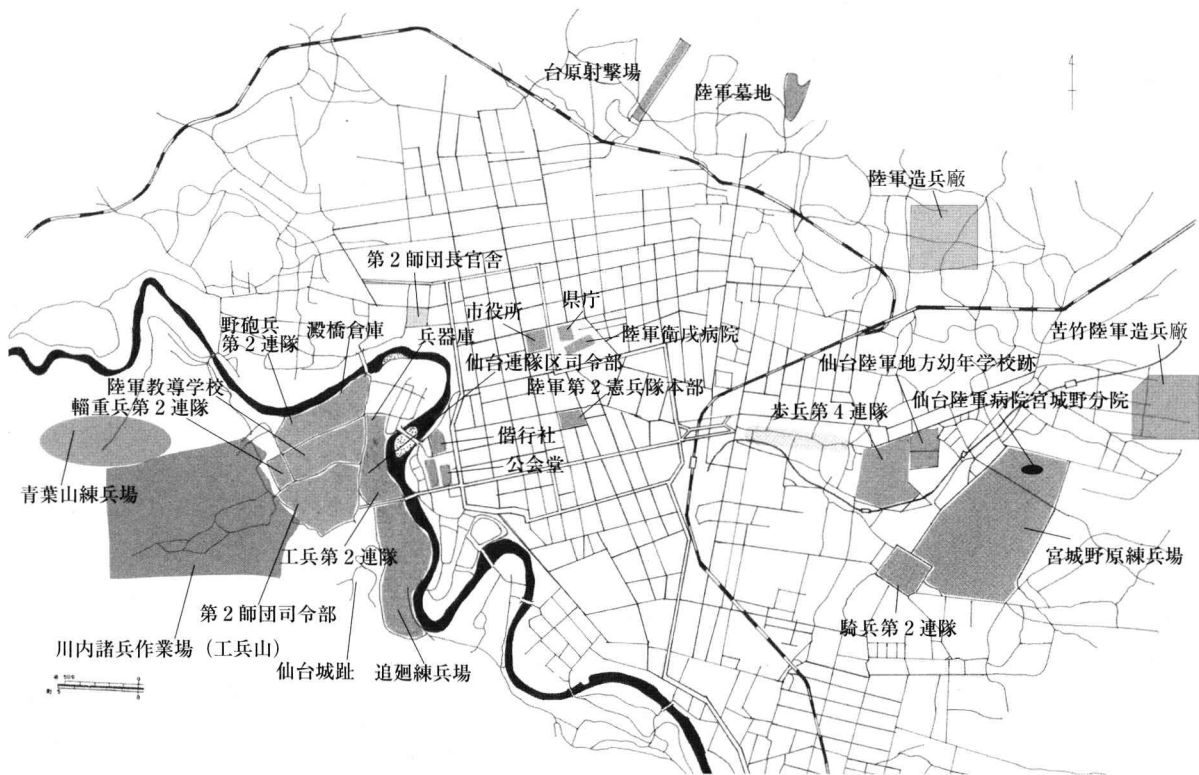 台原射撃場
陸軍墓地
陸軍造兵廠
第2師団長官舎
市役所
県庁
野砲兵
第2連隊
澱橋倉庫
兵器庫
陸軍衛戍病院
仙台連隊区司令部
陸軍第2憲兵隊本部
苦竹陸軍造兵廠
仙台陸軍地方幼年学校跡
陸軍教導学校
輜重兵第2連隊
歩兵第4連隊
仙台陸軍病院宮城野分院
偕行社
公会堂
青葉山練兵場
工兵第2連隊
宮城野原練兵場
第2師団司令部
騎兵第2連隊
川内諸兵作業場（工兵山）
仙台城趾
追廻練兵場